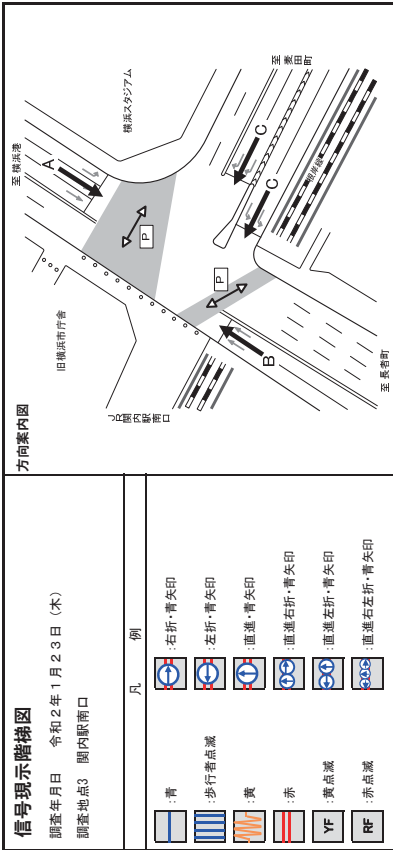 信号現示階梯図
調査年月日 令和2年1月23日(木)
調査地点3 関内駅南口
凡 例
:青
:歩行者点滅
:黄
:赤
YF :黄点滅
RF :赤点滅
:右折・青矢印
:左折・青矢印
:直進・青矢印
:直進右折・青矢印
:直進左折・青矢印
:直進右左折・青矢印
方向案内図
至 横浜港
旧横浜市庁舎
横浜スタジアム
JR関内駅南口
至 長者町
至 麦田町
根岸線
A
B
C
C
P
P